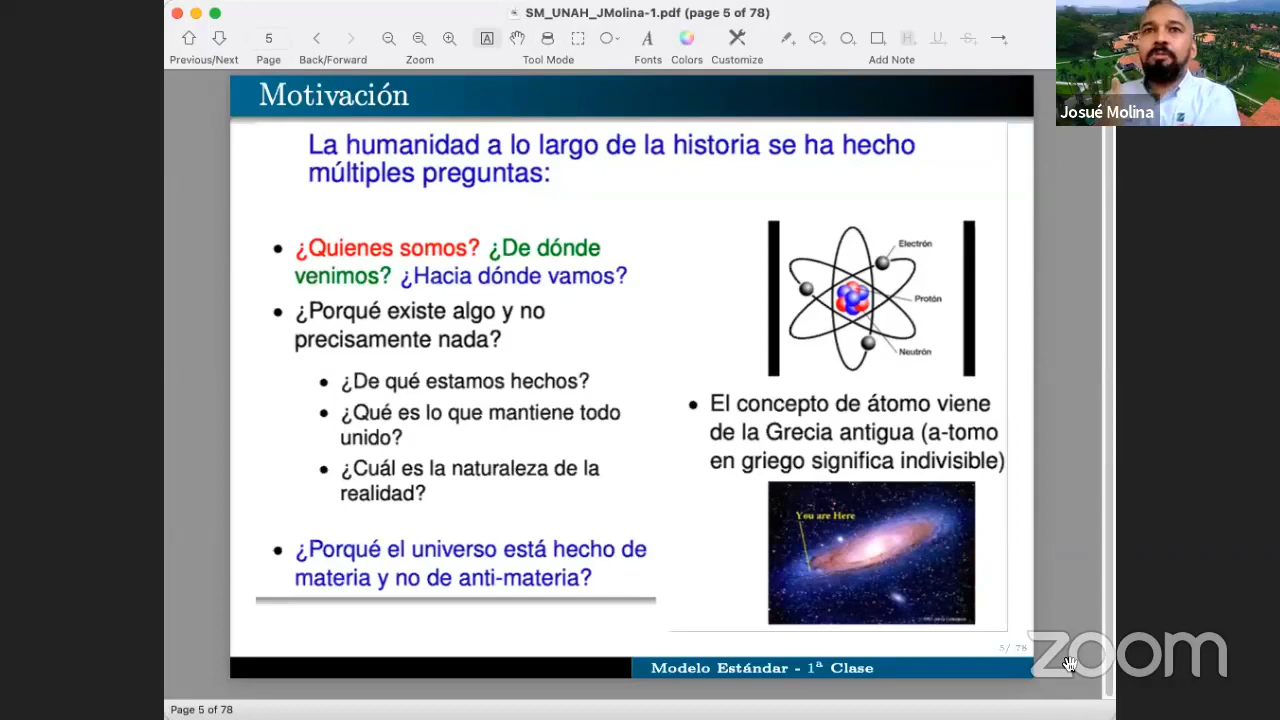 SM_UNAH_JMolina-1.pdf (page 5 of 78)
5
Previous/Next
Page
Back/Forward
Zoom
Tool Mode
Fonts
Colors
Customize
Add Note
Josué Molina
Motivación
La humanidad a lo largo de la historia se ha hecho
múltiples preguntas:
¿Quienes somos? ¿De dónde
venimos? ¿Hacia dónde vamos?
¿Porqué existe algo y no
precisamente nada?
¿De qué estamos hechos?
¿Qué es lo que mantiene todo
unido?
¿Cuál es la naturaleza de la
realidad?
¿Porqué el universo está hecho de
materia y no de anti-materia?
Electrón
Protón
Neutrón
El concepto de átomo viene
de la Grecia antigua (a-tomo
en griego significa indivisible)
You are Here
5/ 78
Modelo Estándar - 1ª Clase
zoom
Page 5 of 78